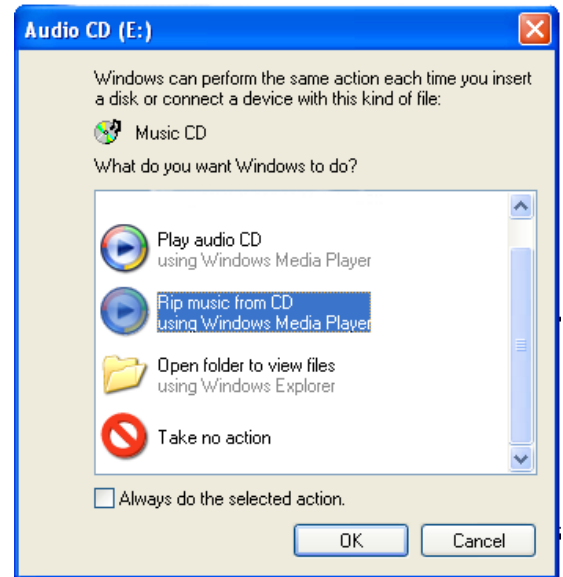 Audio CD (E:)
Windows can perform the same action each time you insert
a disk or connect a device with this kind of file:
Music CD
What do you want Windows to do?
Play audio CD
using Windows Media Player
Rip music from CD
using Windows Media Player
Open folder to view files
using Windows Explorer
Take no action
Always do the selected action.
OK
Cancel